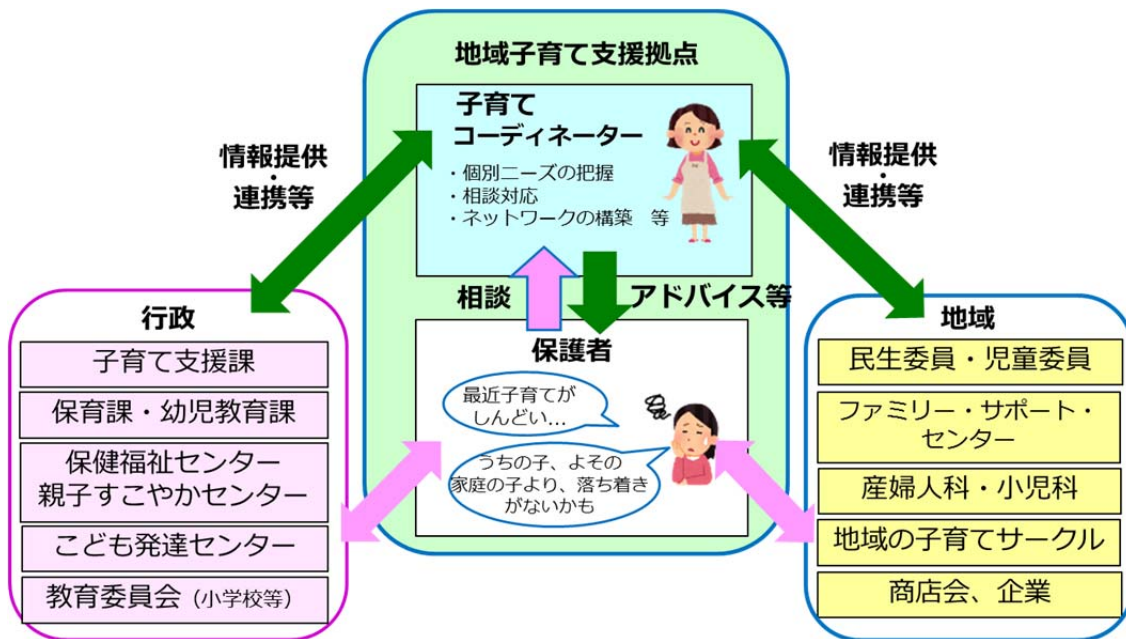 地域子育て支援拠点
子育て
コーディネーター
・個別ニーズの把握
・相談対応
・ネットワークの構築　等
情報提供
・
連携等
情報提供
・
連携等
相談
アドバイス等
保護者
最近子育てが
しんどい…
うちの子、よその
家庭の子より、落ち着き
がないかも
行政
子育て支援課
保育課・幼児教育課
保健福祉センター
親子すこやかセンター
こども発達センター
教育委員会（小学校等）
地域
民生委員・児童委員
ファミリー・サポート・
センター
産婦人科・小児科
地域の子育てサークル
商店会、企業